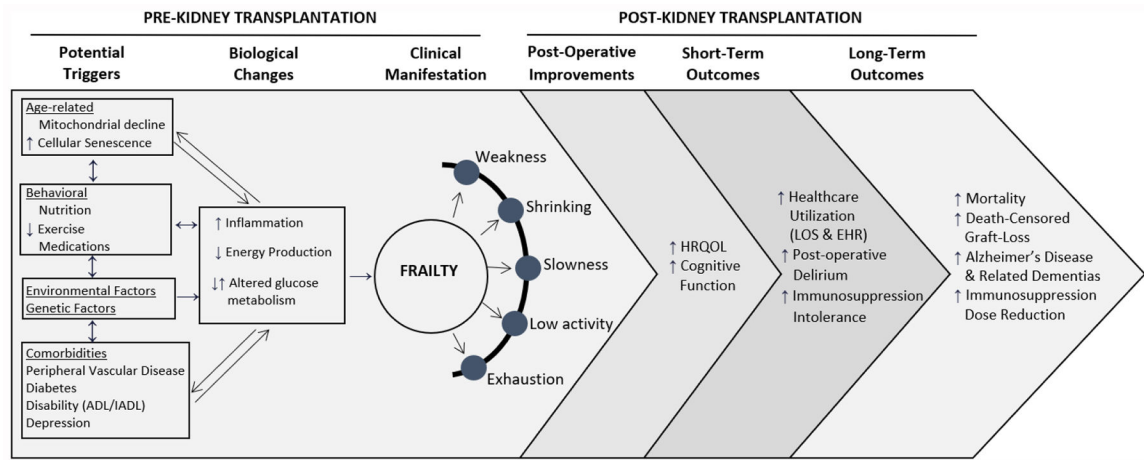 PRE-KIDNEY TRANSPLANTATION
POST-KIDNEY TRANSPLANTATION
Potential
Triggers
Biological
Changes
Clinical
Manifestation
Post-Operative
Improvements
Short-Term
Outcomes
Long-Term
Outcomes
Age-related
Mitochondrial decline
↑ Cellular Senescence
Behavioral
Nutrition
↓ Exercise
Medications
Environmental Factors
Genetic Factors
Comorbidities
Peripheral Vascular Disease
Diabetes
Disability (ADL/IADL)
Depression
↑ Inflammation
↓ Energy Production
↓↑ Altered glucose
metabolism
FRAILTY
Weakness
Shrinking
Slowness
Low activity
Exhaustion
↑ HRQOL
↑ Cognitive
Function
↑ Healthcare
Utilization
(LOS & EHR)
↑ Post-operative
Delirium
↑ Immunosuppression
Intolerance
↑ Mortality
↑ Death-Censored
Graft-Loss
↑ Alzheimer's Disease
& Related Dementias
↑ Immunosuppression
Dose Reduction